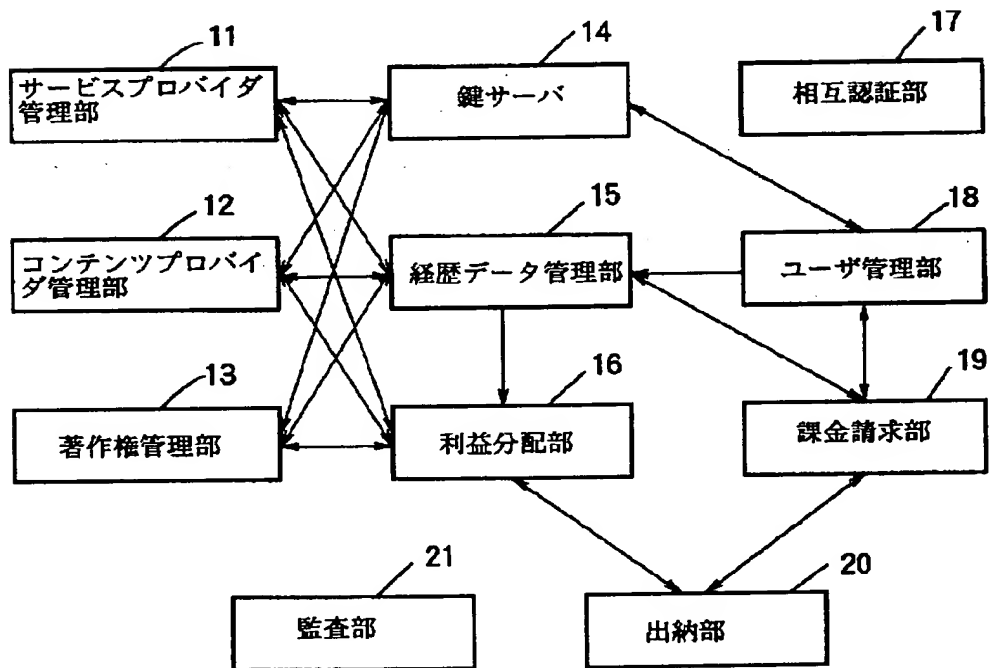 11
サービスプロバイダ
管理部
14
鍵サーバ
17
相互認証部
12
コンテンツプロバイ
ダ管理部
15
経歴データ管理部
18
ユーザ管理部
13
著作権管理部
16
利益分配部
19
課金請求部
21
監査部
20
出納部